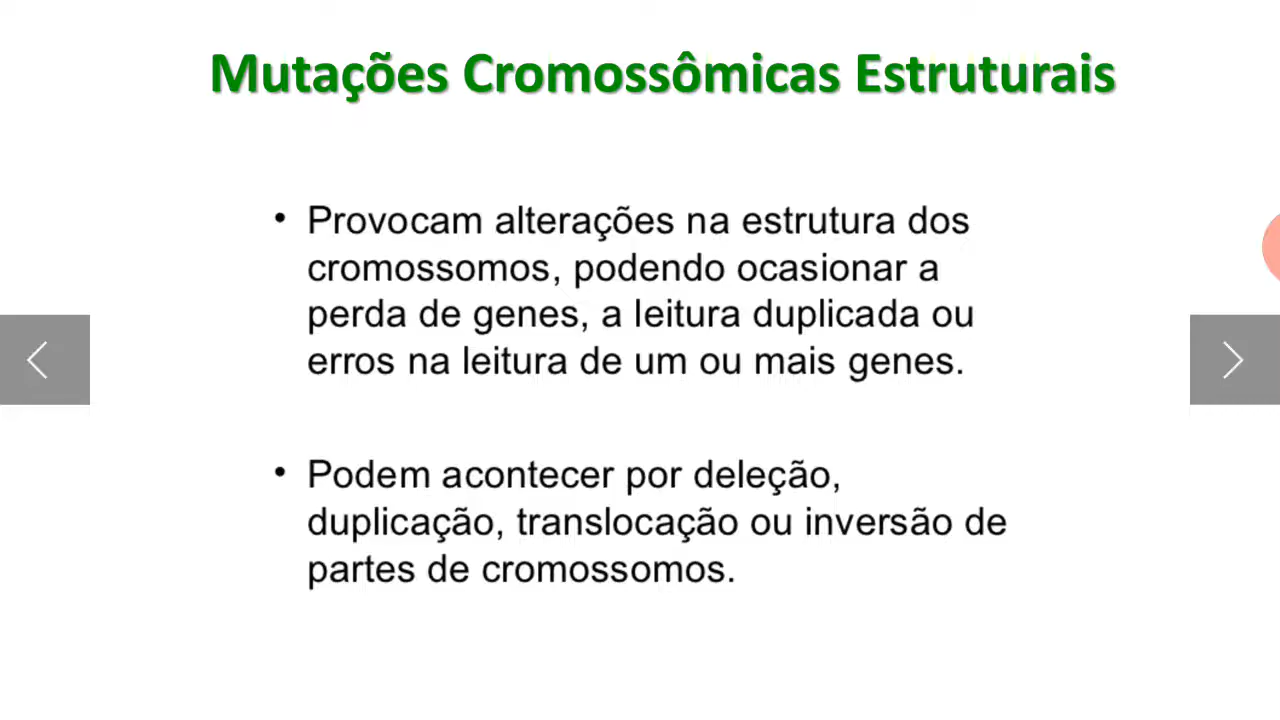 Mutações Cromossômicas Estruturais
• Provocam alterações na estrutura dos
cromossomos, podendo ocasionar a
perda de genes, a leitura duplicada ou
erros na leitura de um ou mais genes.
• Podem acontecer por deleção,
duplicação, translocação ou inversão de
partes de cromossomos.